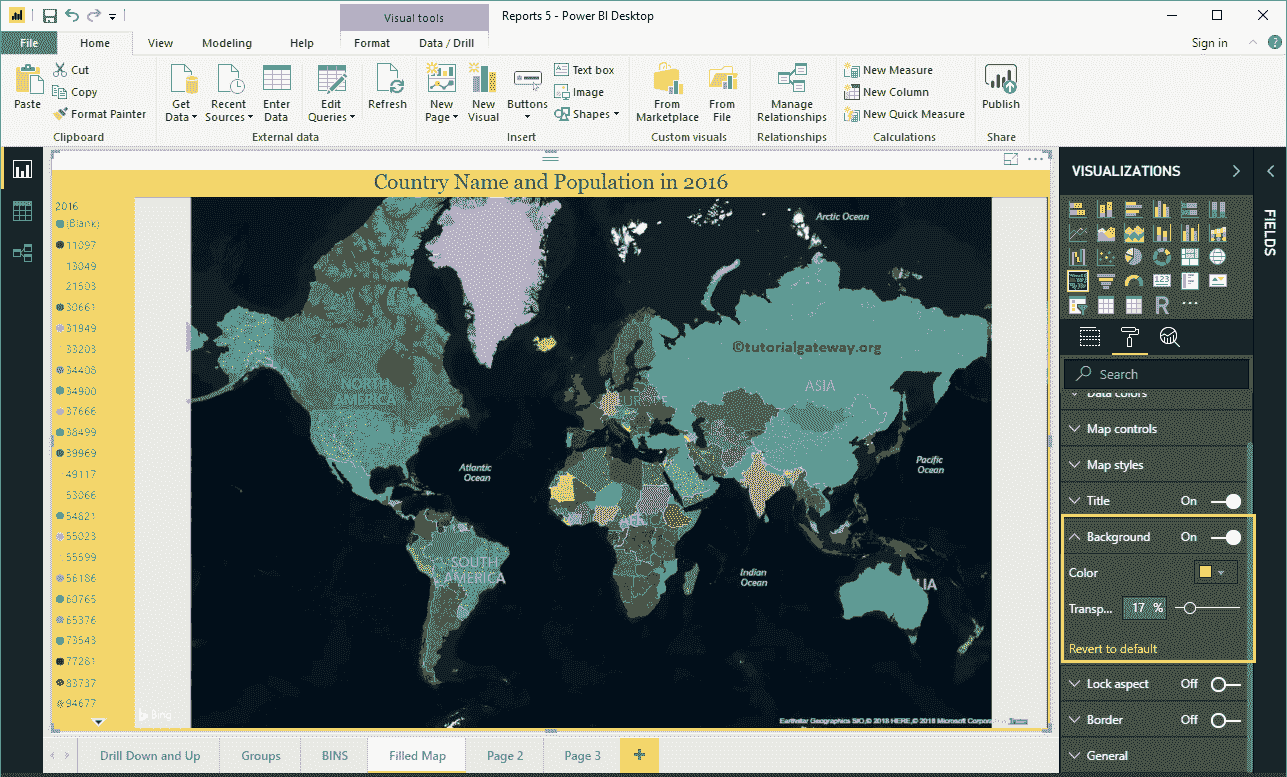 Visual tools
Reports 5 - Power BI Desktop
File
Home
View
Modeling
Help
Format
Data / Drill
Sign in
Paste
Cut
Copy
Format Painter
Clipboard
Get Data
Recent Sources
Enter Data
Edit Queries
External data
Refresh
New Page
New Visual
Buttons
Text box
Image
Shapes
Insert
From Marketplace
From File
Custom visuals
Manage Relationships
Relationships
New Measure
New Column
New Quick Measure
Calculations
Publish
Share
Country Name and Population in 2016
2016
(Blank)
11097
13049
21503
30661
31949
33203
34400
37666
38499
39969
49117
53066
54821
55023
55599
56186
60765
65376
73543
77281
83737
94677
Arctic Ocean
©tutorialgateway.org
NORTH AMERICA
EUROPE
ASIA
Atlantic Ocean
Pacific Ocean
SOUTH AMERICA
Indian Ocean
LIA
Bing
Earthstar Geographics SIO, © 2018 HERE, © 2018 Microsoft Corporation Terms
VISUALIZATIONS
FIELDS
R
Search
Data colors
Map controls
Map styles
Title On
Background On
Color
Transp... 17 %
Revert to default
Lock aspect Off
Border Off
General
Drill Down and Up
Groups
BINS
Filled Map
Page 2
Page 3
+